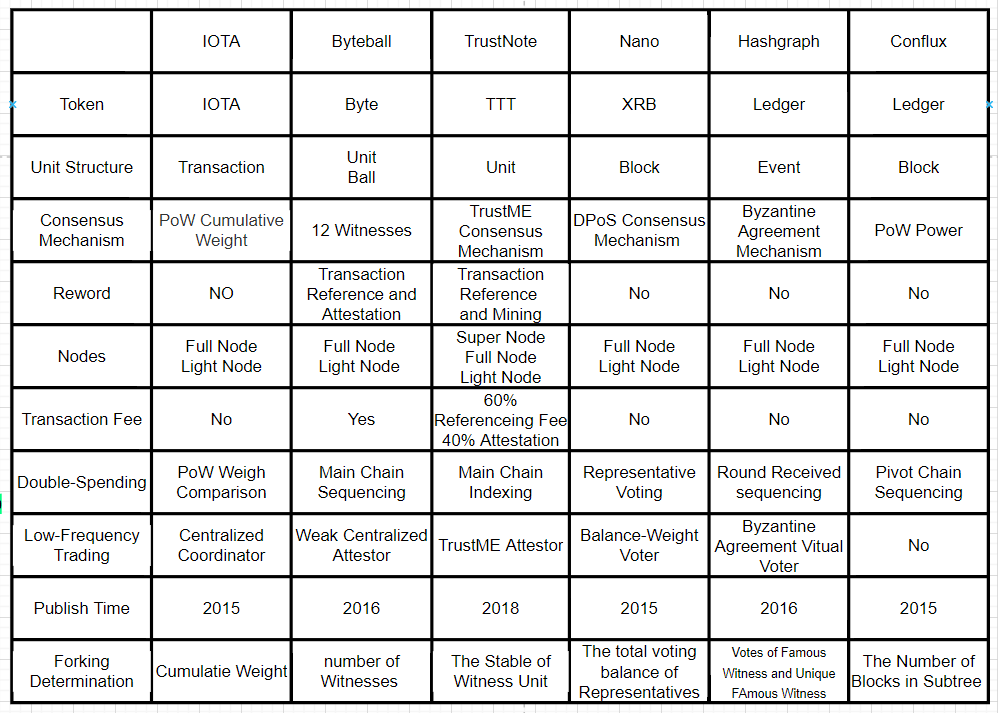 IOTA
Byteball
TrustNote
Nano
Hashgraph
Conflux
Token
IOTA
Byte
TTT
XRB
Ledger
Ledger
Unit Structure
Transaction
Unit
Ball
Unit
Block
Event
Block
Consensus
Mechanism
PoW Cumulative
Weight
12 Witnesses
TrustME
Consensus
Mechanism
DPoS Consensus
Mechanism
Byzantine
Agreement
Mechanism
PoW Power
Reword
NO
Transaction
Reference and
Attestation
Transaction
Reference
and Mining
No
No
No
Nodes
Full Node
Light Node
Full Node
Light Node
Super Node
Full Node
Light Node
Full Node
Light Node
Full Node
Light Node
Full Node
Light Node
Transaction Fee
No
Yes
60%
Referenceing Fee
40% Attestation
No
No
No
Double-Spending
PoW Weigh
Comparison
Main Chain
Sequencing
Main Chain
Indexing
Representative
Voting
Round Received
sequencing
Pivot Chain
Sequencing
Low-Frequency
Trading
Centralized
Coordinator
Weak Centralized
Attestor
TrustME Attestor
Balance-Weight
Voter
Byzantine
Agreement Vitual
Voter
No
Publish Time
2015
2016
2018
2015
2016
2015
Forking
Determination
Cumulatie Weight
number of
Witnesses
The Stable of
Witness Unit
The total voting
balance of
Representatives
Votes of Famous
Witness and Unique
FAmous Witness
The Number of
Blocks in Subtree